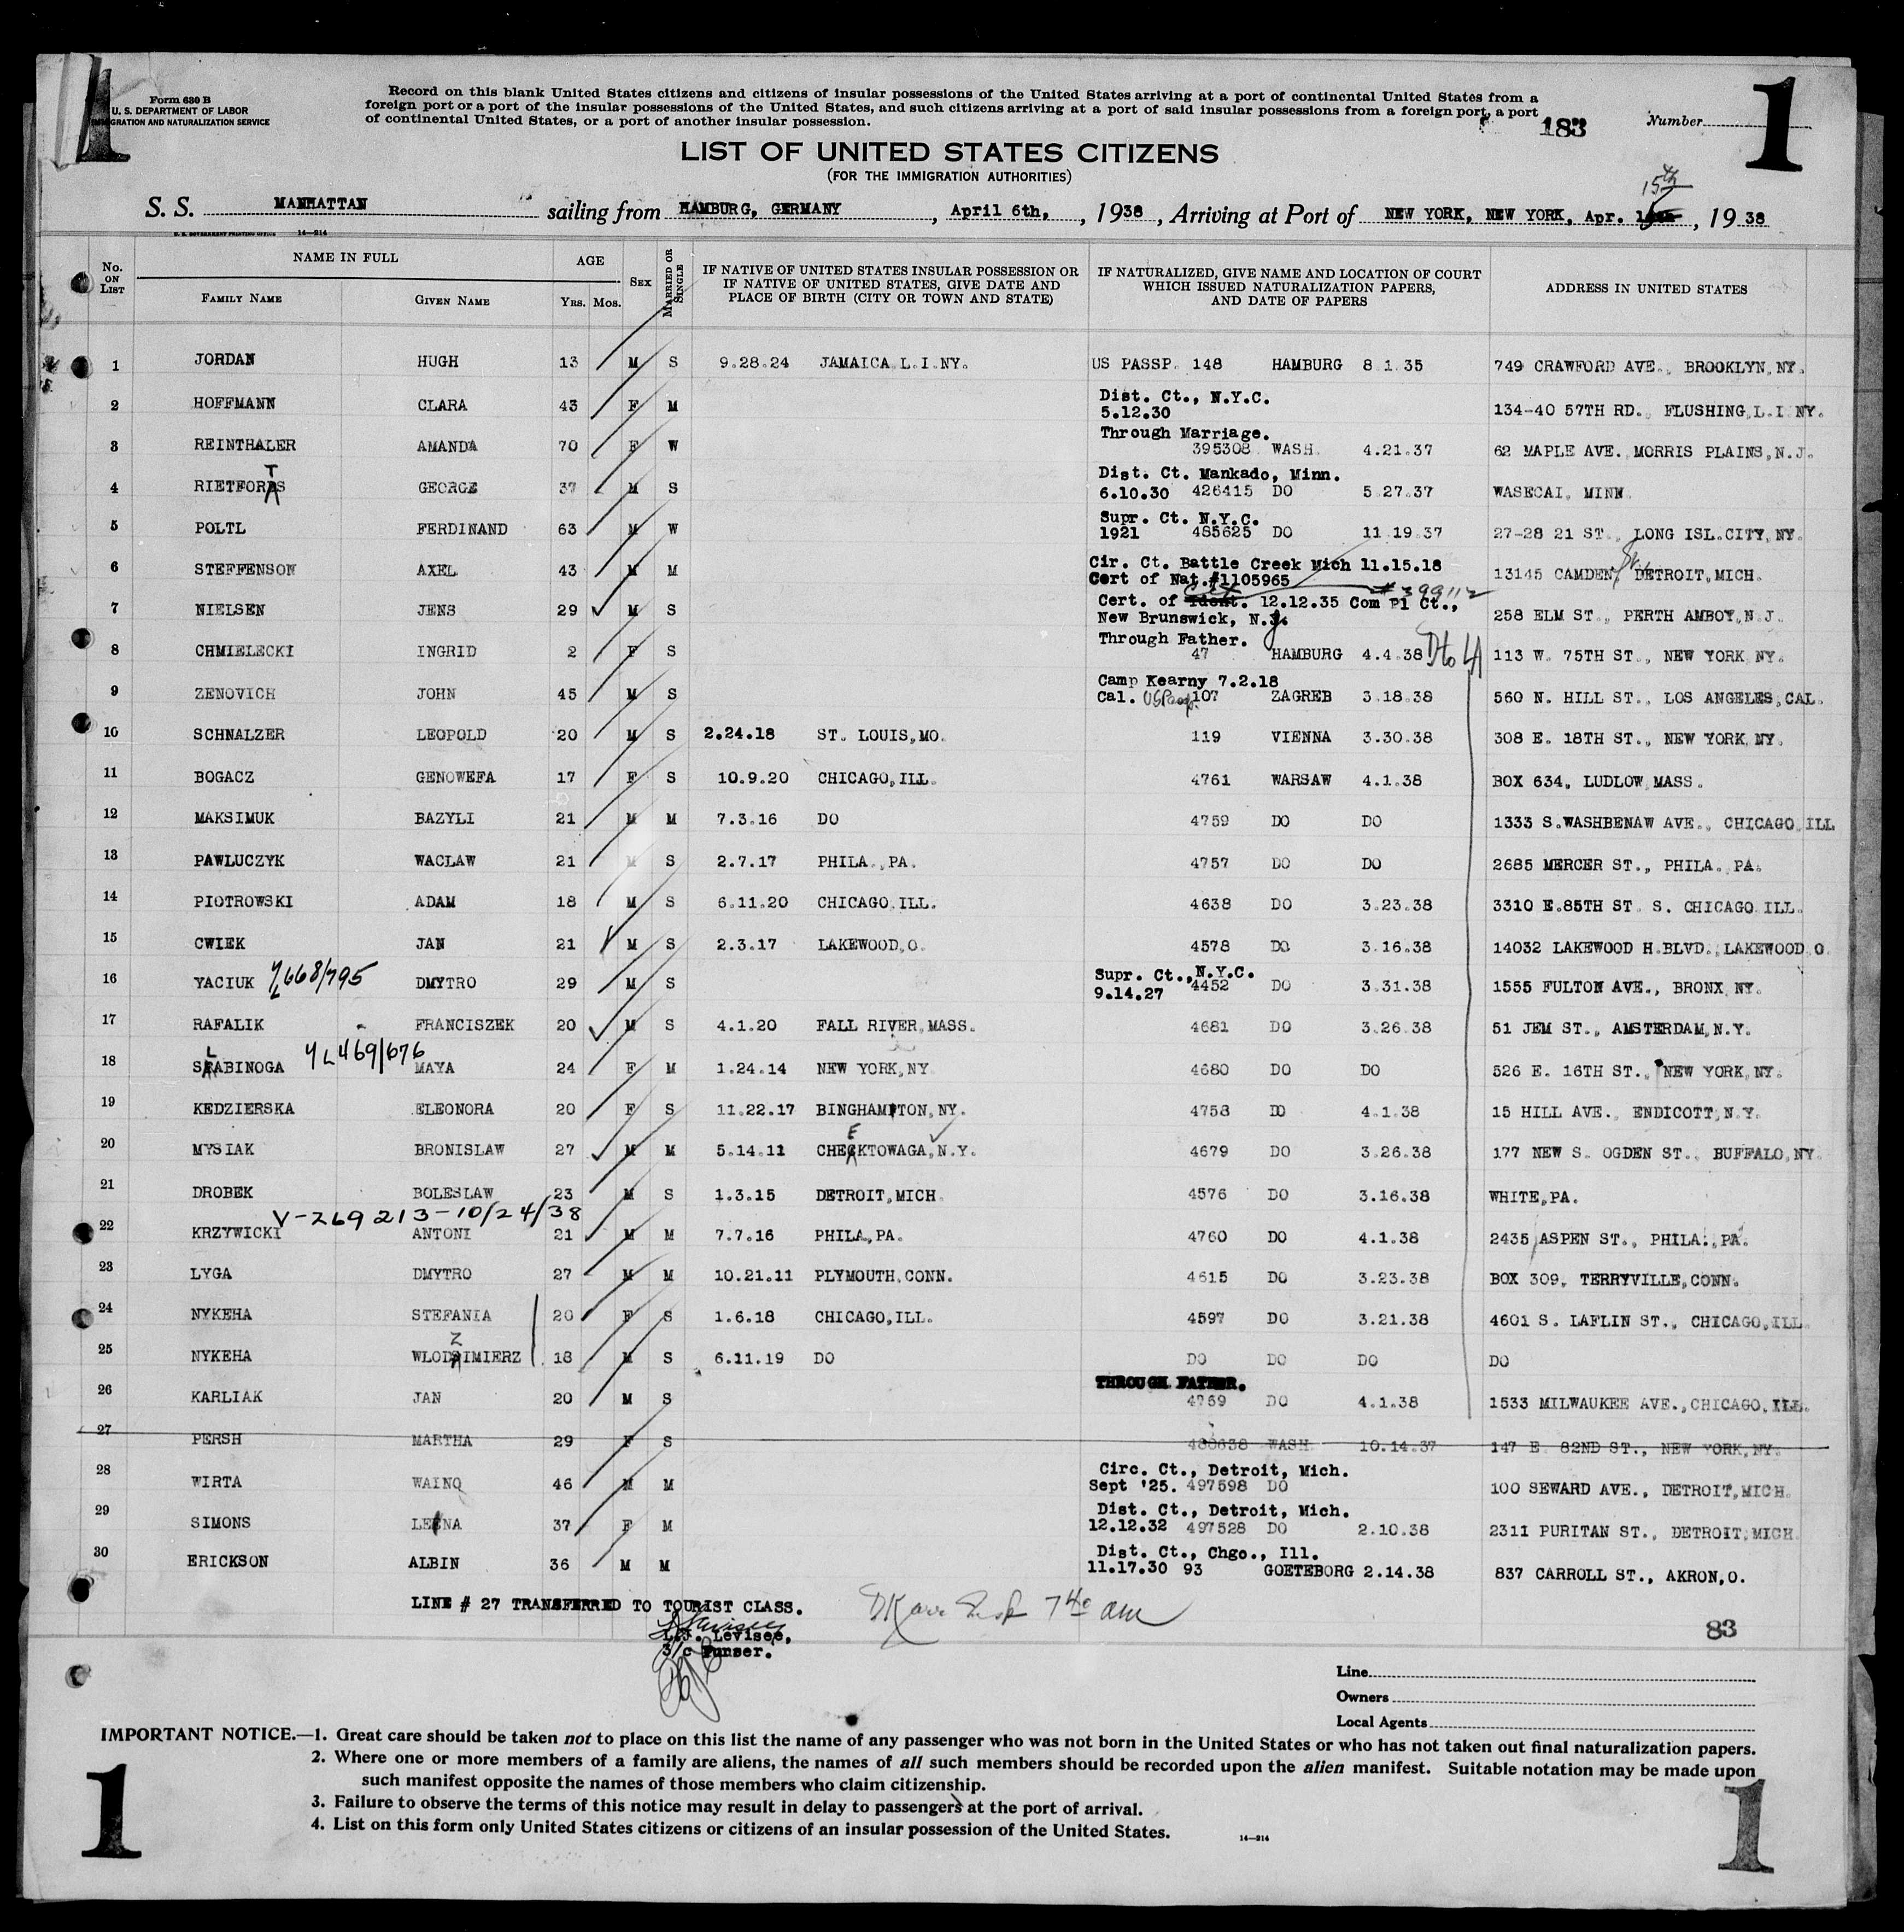 1
Form 630 B
U. S. DEPARTMENT OF LABOR
IMMIGRATION AND NATURALIZATION SERVICE
Record on this blank United States citizens and citizens of insular possessions of the United States arriving at a port of continental United States from a
foreign port or a port of the insular possessions of the United States, and such citizens arriving at a port of said insular possessions from a foreign port, a port
of continental United States, or a port of another insular possession.
183
Number
1
LIST OF UNITED STATES CITIZENS
(FOR THE IMMIGRATION AUTHORITIES)
15th
S. S. MANHATTAN sailing from HAMBURG, GERMANY, April 6th, , 1938, Arriving at Port of NEW YORK, NEW YORK, Apr. , 19 38
U. S. GOVERNMENT PRINTING OFFICE 14—214
No. ON LIST NAME IN FULL FAMILY NAME GIVEN NAME AGE YRS. MOS. SEX MARRIED OR SINGLE IF NATIVE OF UNITED STATES INSULAR POSSESSION OR IF NATIVE OF UNITED STATES, GIVE DATE AND PLACE OF BIRTH (CITY OR TOWN AND STATE) IF NATURALIZED, GIVE NAME AND LOCATION OF COURT WHICH ISSUED NATURALIZATION PAPERS, AND DATE OF PAPERS ADDRESS IN UNITED STATES
1 JORDAN HUGH 13 M S 9.28.24 JAMAICA L.I.NY. US PASSP. 148 HAMBURG 8.1.35 749 CRAWFORD AVE., BROOKLYN,NY.
Dist. Ct., N.Y.C.
2 HOFFMANN CLARA 43 F M 5.12.30 134-40 57TH RD., FLUSHING,L.I.NY.
Through Marriage.
3 REINTHALER AMANDA 70 F W 395308 WASH. 4.21.37 62 MAPLE AVE. MORRIS PLAINS,N.J.
T
Dist. Ct. Mankado, Minn.
4 RIETFORDS GEORGE 37 M S 6.10.30 426415 DO 5.27.37 WASECAI, MINN.
Supr. Ct. N.Y.C.
5 POLTL FERDINAND 63 M W 1921 485625 DO 11.19.37 27-28 21 ST., LONG ISL.CITY,NY.
Cir. Ct. Battle Creek Mich 11.15.18
6 STEFFENSON AXEL 43 M M Cert of Nat.#1105965 13145 CAMDEN, St., DETROIT,MICH.
# 399112
Cert. of Ident. 12.12.35 Com Pl Ct.,
7 NIELSEN JENS 29 M S New Brunswick, N.J. 258 ELM ST., PERTH AMBOY,N.J.
Through Father.
8 CHMIELECKI INGRID 2 F S 47 HAMBURG 4.4.38 113 W. 75TH ST., NEW YORK,NY.
Camp Kearny 7.2.18
9 ZENOVICH JOHN 45 M S Cal. US Passp. 107 ZAGREB 3.18.38 560 N. HILL ST., LOS ANGELES,CAL.
10 SCHNALZER LEOPOLD 20 M S 2.24.18 ST. LOUIS,MO. 119 VIENNA 3.30.38 308 E. 18TH ST., NEW YORK,NY.
11 BOGACZ GENOWEFA 17 F S 10.9.20 CHICAGO,ILL. 4761 WARSAW 4.1.38 BOX 634, LUDLOW,MASS.
12 MAKSIMUK BAZYLI 21 M M 7.3.16 DO 4759 DO DO 1333 S.WASHBENAW AVE., CHICAGO,ILL
13 PAWLUCZYK WACLAW 21 M S 2.7.17 PHILA.,PA. 4757 DO DO 2685 MERCER ST., PHILA., PA.
14 PIOTROWSKI ADAM 18 M S 6.11.20 CHICAGO.ILL. 4638 DO 3.23.38 3310 E.85TH ST. S. CHICAGO.ILL.
15 CWIEK JAN 21 M S 2.3.17 LAKEWOOD,O. 4578 DO 3.16.38 14032 LAKEWOOD H.BLVD.,LAKEWOOD.O.
Supr. Ct.,N.Y.C.
16 YACIUK DMYTRO 29 M S 9.14.27 4452 DO 3.31.38 1555 FULTON AVE., BRONX,NY.
17 RAFALIK FRANCISZEK 20 M S 4.1.20 FALL RIVER,MASS. 4681 DO 3.26.38 51 JEM ST., AMSTERDAM,N.Y.
L 4L469/676
18 SRABINOGA MAYA 24 F M 1.24.14 NEW YORK,NY 4680 DO DO 526 E. 16TH ST., NEW YORK,NY.
19 KEDZIERSKA ELEONORA 20 F S 11.22.17 BINGHAMTON,NY. 4758 DO 4.1.38 15 HILL AVE., ENDICOTT,N.Y.
E
20 MYSIAK BRONISLAW 27 M M 5.14.11 CHECKTOWAGA,N.Y. 4679 DO 3.26.38 177 NEW S. OGDEN ST., BUFFALO,NY.
21 DROBEK BOLESLAW 23 M S 1.3.15 DETROIT,MICH. 4576 DO 3.16.38 WHITE,PA.
V-269213-10/24/38
22 KRZYWICKI ANTONI 21 M M 7.7.16 PHILA,PA. 4760 DO 4.1.38 2435 ASPEN ST., PHILA.,PA.
23 LYGA DMYTRO 27 M M 10.21.11 PLYMOUTH,CONN. 4615 DO 3.23.38 BOX 309, TERRYVILLE,CONN.
24 NYKEHA STEFANIA 20 F S 1.6.18 CHICAGO,ILL. 4597 DO 3.21.38 4601 S. LAFLIN ST., CHICAGO,ILL.
Z
25 NYKEHA WLODZIMIERZ 18 M S 6.11.19 DO DO DO DO DO
THROUGH FATHER.
26 KARLIAK JAN 20 M S 4769 DO 4.1.38 1533 MILWAUKEE AVE.,CHICAGO,ILL.
27 PERSH MARTHA 29 F S 480638 WASH. 10.14.37 147 E. 82ND ST., NEW YORK,NY.
Circ. Ct., Detroit, Mich.
28 WIRTA WAINO 46 M M Sept '25. 497598 DO 100 SEWARD AVE., DETROIT,MICH.
Dist. Ct., Detroit, Mich.
29 SIMONS LEENA 37 F M 12.12.32 497528 DO 2.10.38 2311 PURITAN ST., DETROIT,MICH.
Dist. Ct., Chgo., Ill.
30 ERICKSON ALBIN 36 M M 11.17.30 93 GOETEBORG 2.14.38 837 CARROLL ST., AKRON,O.
LINE # 27 TRANSFERRED TO TOURIST CLASS.
7 40 am
L.J. Levisee,
3/c Purser.
83
Line
Owners
Local Agents
IMPORTANT NOTICE.—1. Great care should be taken not to place on this list the name of any passenger who was not born in the United States or who has not taken out final naturalization papers.
2. Where one or more members of a family are aliens, the names of all such members should be recorded upon the alien manifest. Suitable notation may be made upon
such manifest opposite the names of those members who claim citizenship.
3. Failure to observe the terms of this notice may result in delay to passengers at the port of arrival.
4. List on this form only United States citizens or citizens of an insular possession of the United States.
14—214
1
1